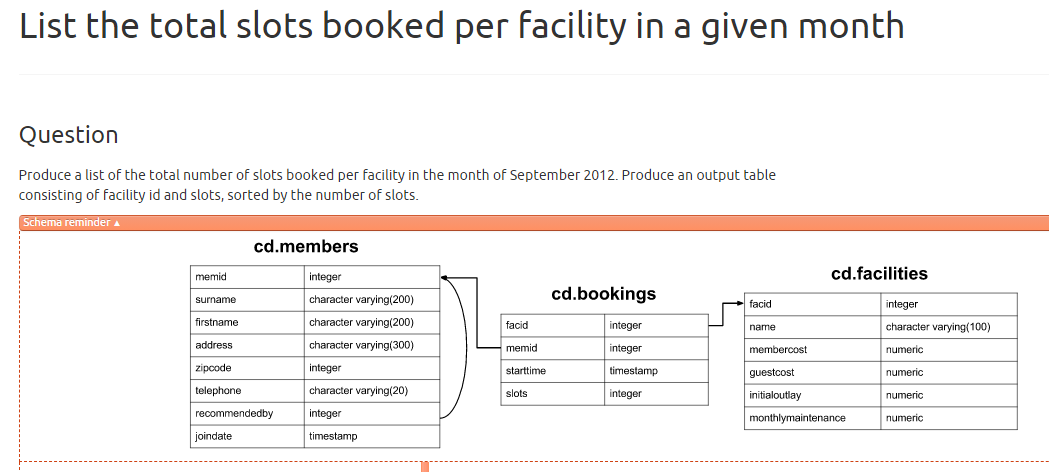 List the total slots booked per facility in a given month
Question
Produce a list of the total number of slots booked per facility in the month of September 2012. Produce an output table
consisting of facility id and slots, sorted by the number of slots.
Schema reminder ▲
cd.members
memid integer
surname character varying(200)
firstname character varying(200)
address character varying(300)
zipcode integer
telephone character varying(20)
recommendedby integer
joindate timestamp
cd.bookings
facid integer
memid integer
starttime timestamp
slots integer
cd.facilities
facid integer
name character varying(100)
membercost numeric
guestcost numeric
initialoutlay numeric
monthlymaintenance numeric